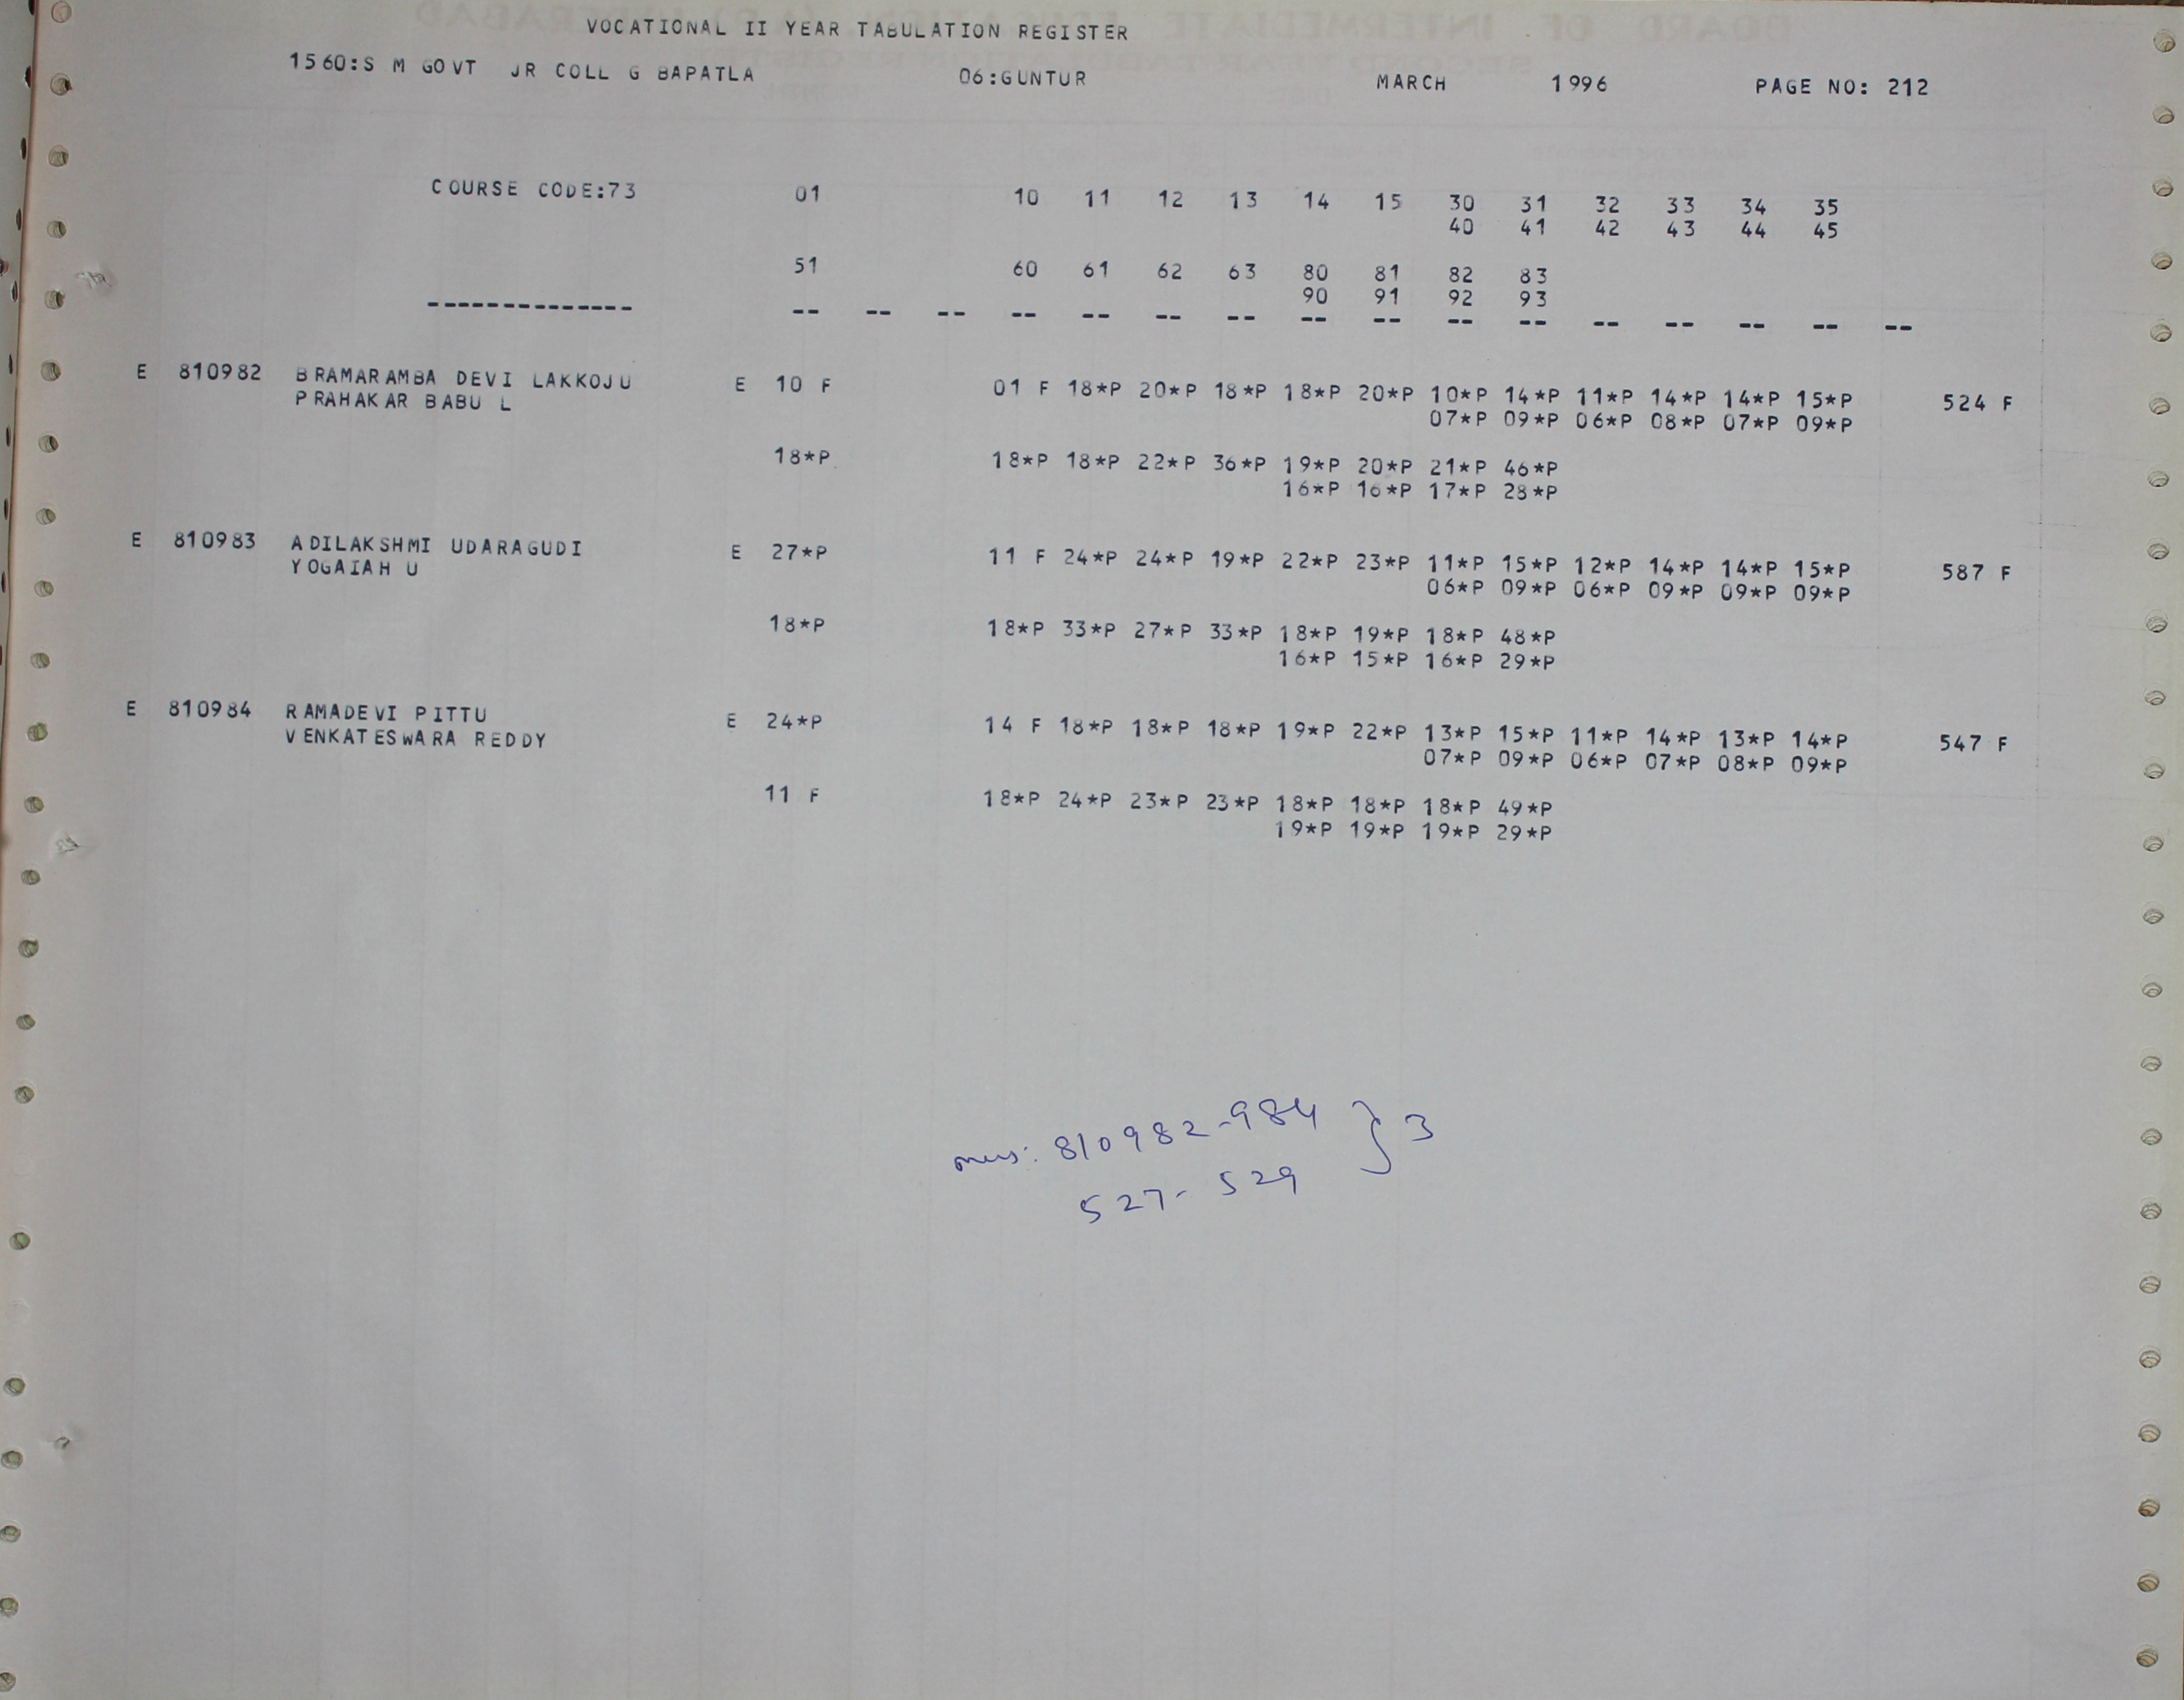 VOCATIONAL II YEAR TABULATION REGISTER
1560:S M GOVT JR COLL G BAPATLA 06:GUNTUR MARCH 1996 PAGE NO: 212
COURSE CODE:73 01 10 11 12 13 14 15 30 31 32 33 34 35
40 41 42 43 44 45
51 60 61 62 63 80 81 82 83
90 91 92 93
-------------- -- -- -- -- -- -- -- -- -- -- -- -- -- -- -- --
E 810982 BRAMARAMBA DEVI LAKKOJU E 10 F 01 F 18*P 20*P 18*P 18*P 20*P 10*P 14*P 11*P 14*P 14*P 15*P 524 F
PRAHAKAR BABU L 07*P 09*P 06*P 08*P 07*P 09*P
18*P 18*P 18*P 22*P 36*P 19*P 20*P 21*P 46*P
16*P 16*P 17*P 28*P
E 810983 ADILAKSHMI UDARAGUDI E 27*P 11 F 24*P 24*P 19*P 22*P 23*P 11*P 15*P 12*P 14*P 14*P 15*P 587 F
YOGAIAH U 06*P 09*P 06*P 09*P 09*P 09*P
18*P 18*P 33*P 27*P 33*P 18*P 19*P 18*P 48*P
16*P 15*P 16*P 29*P
E 810984 RAMADEVI PITTU E 24*P 14 F 18*P 18*P 18*P 19*P 22*P 13*P 15*P 11*P 14*P 13*P 14*P 547 F
VENKATESWARA REDDY 07*P 09*P 06*P 07*P 08*P 09*P
11 F 18*P 24*P 23*P 23*P 18*P 18*P 18*P 49*P
19*P 19*P 19*P 29*P
810982-984 } 3
527-529